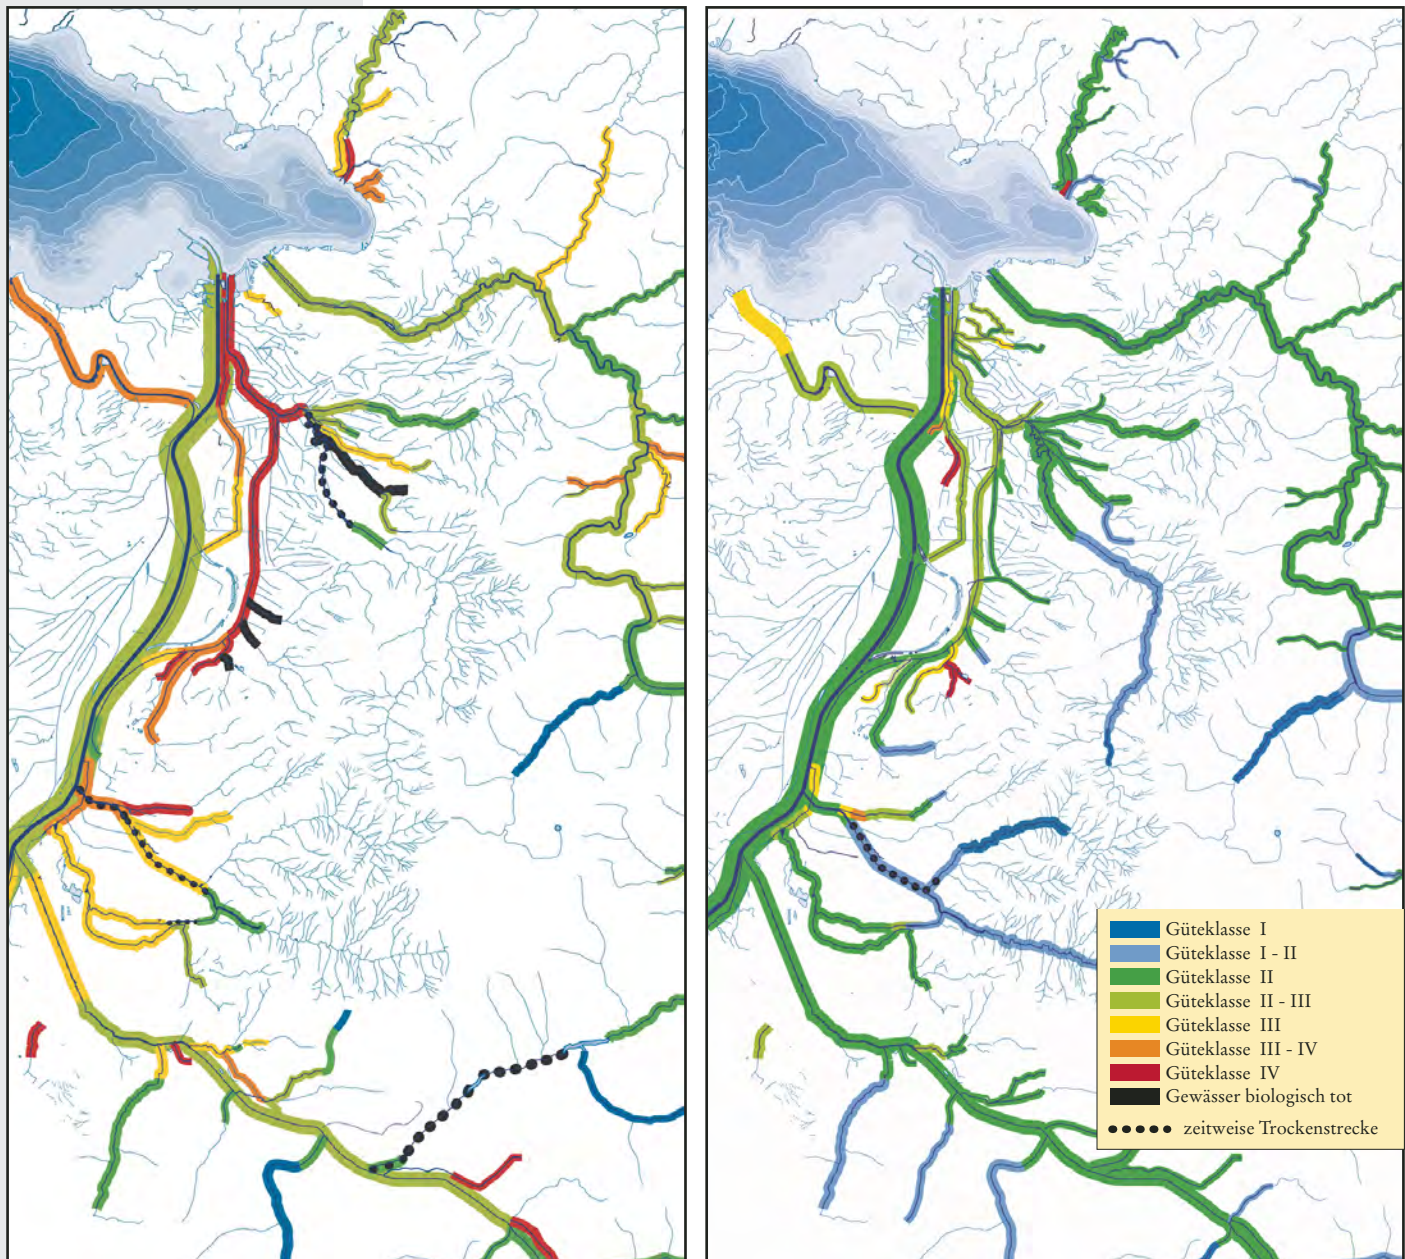 Güteklasse I
Güteklasse I - II
Güteklasse II
Güteklasse II - III
Güteklasse III
Güteklasse III - IV
Güteklasse IV
Gewässer biologisch tot
zeitweise Trockenstrecke